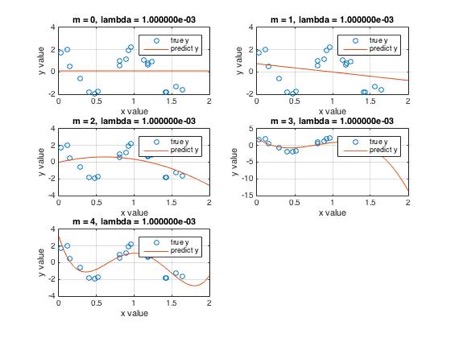 m = 0, lambda = 1.000000e-03
4
2
0
-2
y value
true y
predict y
0 0.5 1 1.5 2
x value
m = 1, lambda = 1.000000e-03
4
2
0
-2
y value
true y
predict y
0 0.5 1 1.5 2
x value
m = 2, lambda = 1.000000e-03
4
2
0
-2
-4
y value
true y
predict y
0 0.5 1 1.5 2
x value
m = 3, lambda = 1.000000e-03
5
0
-5
-10
-15
y value
true y
predict y
0 0.5 1 1.5 2
x value
m = 4, lambda = 1.000000e-03
4
2
0
-2
-4
y value
true y
predict y
0 0.5 1 1.5 2
x value